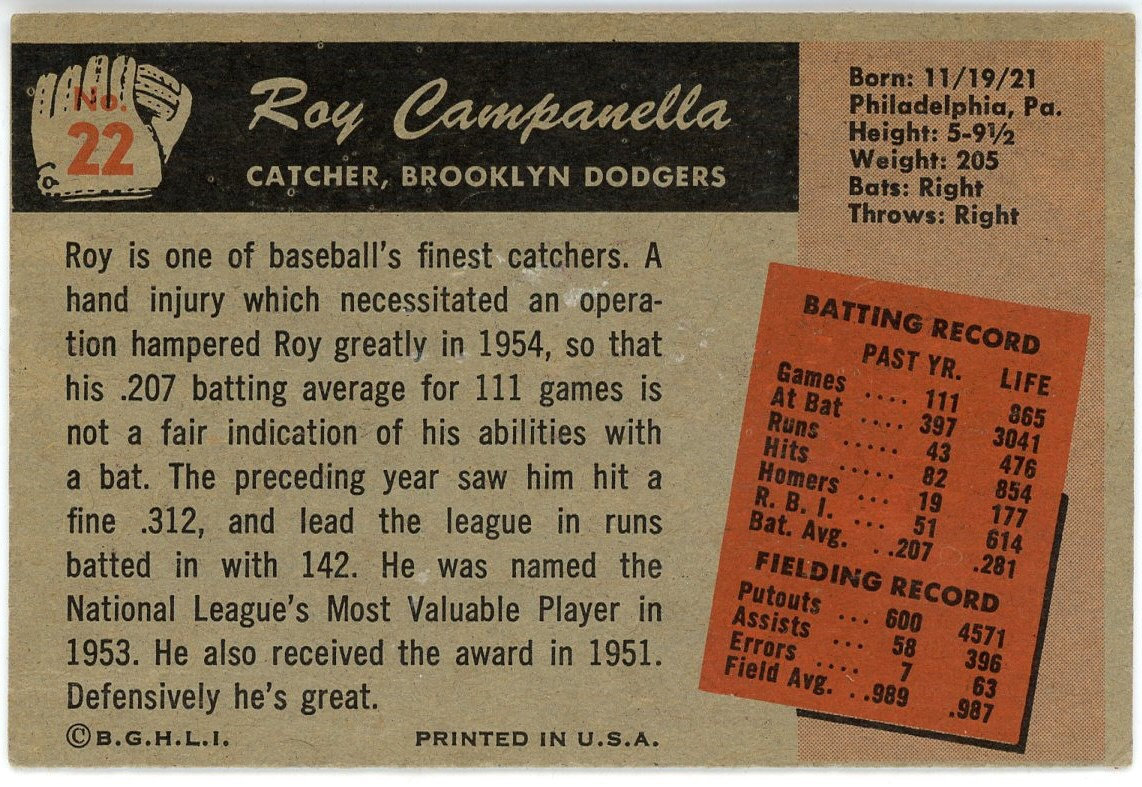 No.
22
Roy Campanella
CATCHER, BROOKLYN DODGERS
Born: 11/19/21
Philadelphia, Pa.
Height: 5-9½
Weight: 205
Bats: Right
Throws: Right
Roy is one of baseball's finest catchers. A
hand injury which necessitated an opera-
tion hampered Roy greatly in 1954, so that
his .207 batting average for 111 games is
not a fair indication of his abilities with
a bat. The preceding year saw him hit a
fine .312, and lead the league in runs
batted in with 142. He was named the
National League's Most Valuable Player in
1953. He also received the award in 1951.
Defensively he's great.
©B.G.H.L.I. PRINTED IN U.S.A.
BATTING RECORD
PAST YR. LIFE
Games .... 111 865
At Bat .... 397 3041
Runs ..... 43 476
Hits ..... 82 854
Homers ... 19 177
R. B. I. ... 51 614
Bat. Avg. ..207 .281
FIELDING RECORD
Putouts ... 600 4571
Assists ... 58 396
Errors .... 7 63
Field Avg. ..989 .987